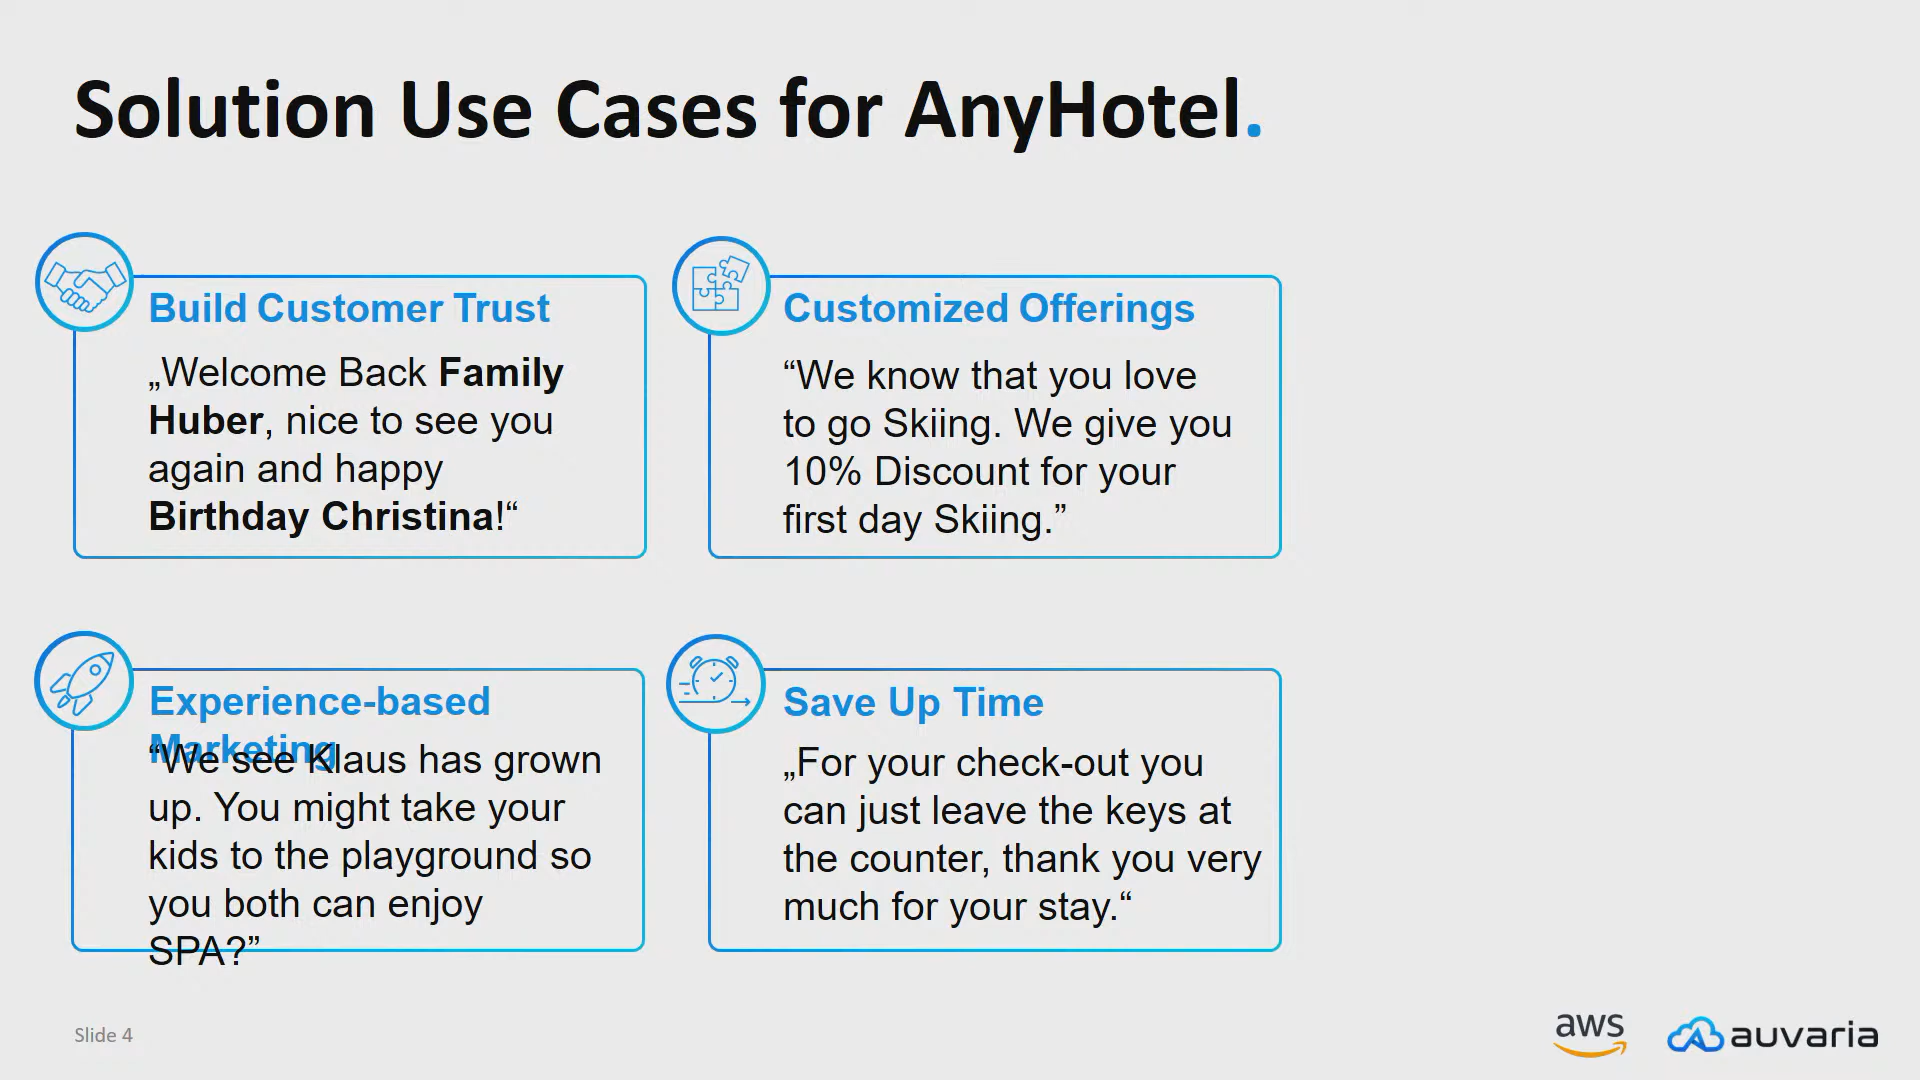 Solution Use Cases for AnyHotel.
Build Customer Trust
„Welcome Back Family
Huber, nice to see you
again and happy
Birthday Christina!“
Customized Offerings
“We know that you love
to go Skiing. We give you
10% Discount for your
first day Skiing.”
Experience-based
Marketing
“We see Klaus has grown
up. You might take your
kids to the playground so
you both can enjoy
SPA?”
Save Up Time
„For your check-out you
can just leave the keys at
the counter, thank you very
much for your stay.“
Slide 4
aws
auvaria